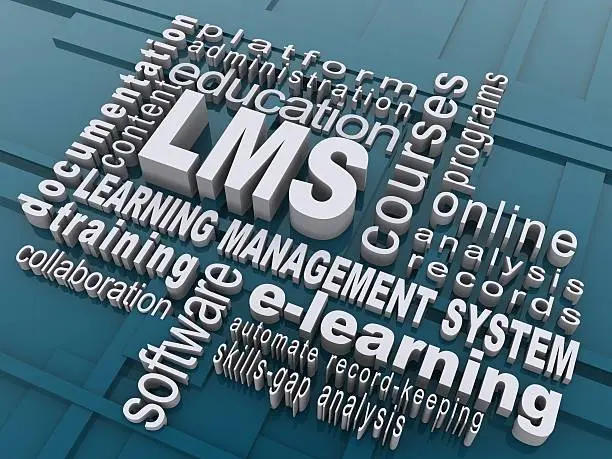 platform
administration
education
documentation
content
LMS
courses
programs
LEARNING MANAGEMENT SYSTEM
online
analysis
records
training
collaboration
software
e-learning
automate record-keeping
skills-gap analysis